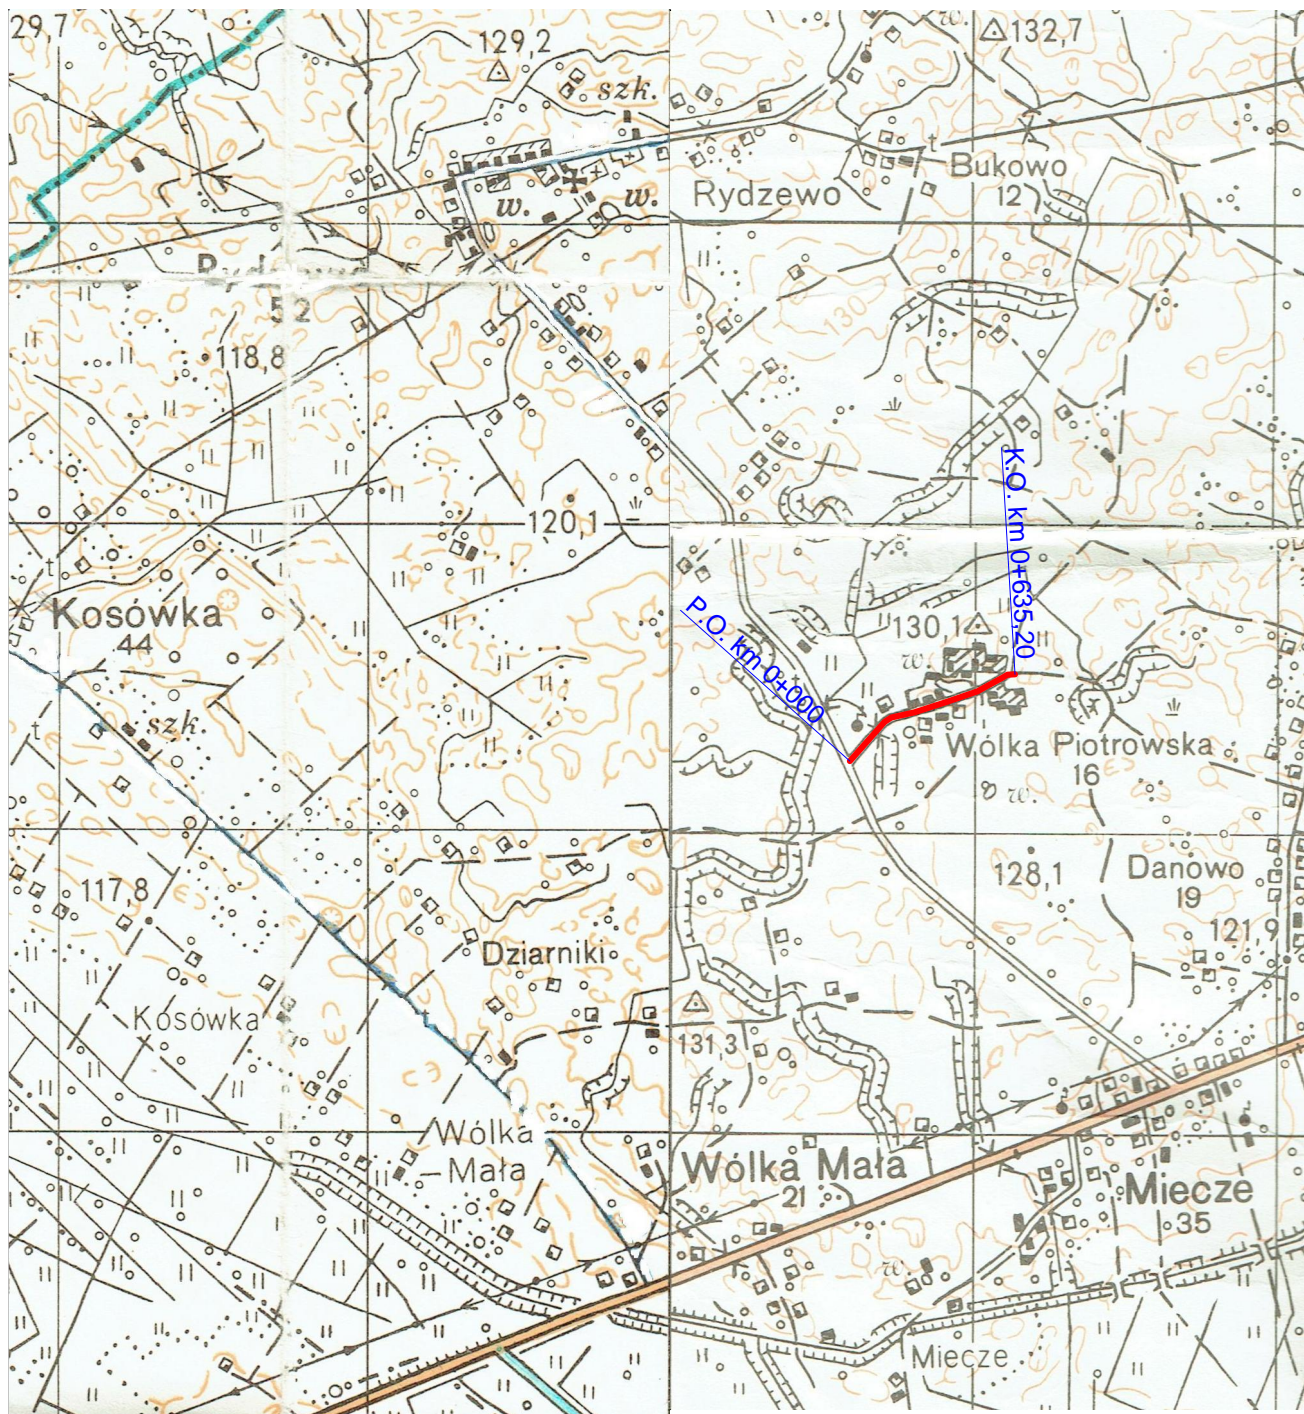 29,7
129,2
szk.
w.
132,7
t
Bukowo
12
Rydzewo
w.
w.
52
118,8
130
120,1
K.O. km 0+635,20
t
Kosówka
44
P.O. km 0+000
130,1
w.
szk.
t
Wólka Piotrowska
16
w.
117,8
128,1
Danowo
19
121,9
Dziarniki
Kosówka
131,3
Wólka
Mała
Wólka Mała
21
Miecze
35
w.
Miecze